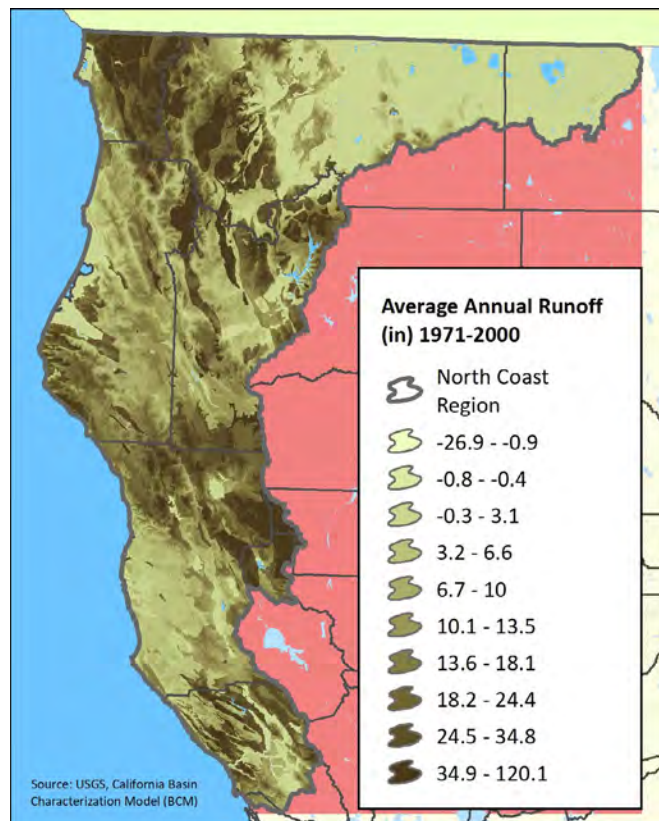 Average Annual Runoff
(in) 1971-2000
North Coast
Region
-26.9 - -0.9
-0.8 - -0.4
-0.3 - 3.1
3.2 - 6.6
6.7 - 10
10.1 - 13.5
13.6 - 18.1
18.2 - 24.4
24.5 - 34.8
34.9 - 120.1
Source: USGS, California Basin
Characterization Model (BCM)